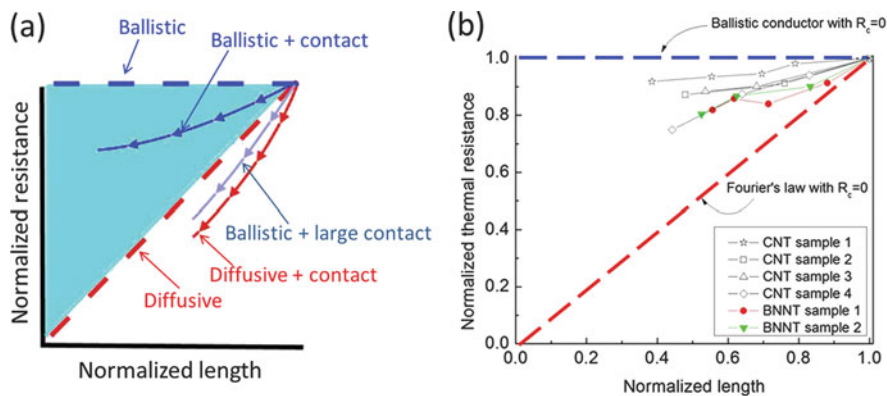 (a)
Ballistic
Ballistic + contact
Ballistic + large contact
Diffusive + contact
Diffusive
Normalized resistance
Normalized length
(b)
Ballistic conductor with R_c=0
1.0
0.8
0.6
0.4
0.2
0.0
Fourier's law with R_c=0
CNT sample 1
CNT sample 2
CNT sample 3
CNT sample 4
BNNT sample 1
BNNT sample 2
0.0 0.2 0.4 0.6 0.8 1.0
Normalized thermal resistance
Normalized length